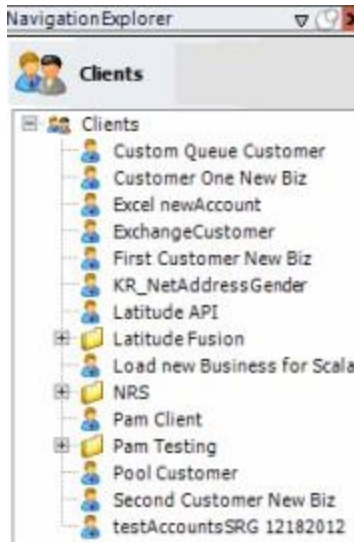 NavigationExplorer
Clients
Clients
Custom Queue Customer
Customer One New Biz
Excel newAccount
ExchangeCustomer
First Customer New Biz
KR_NetAddressGender
Latitude API
Latitude Fusion
Load new Business for Scala
NRS
Pam Client
Pam Testing
Pool Customer
Second Customer New Biz
testAccountsSRG 12182012